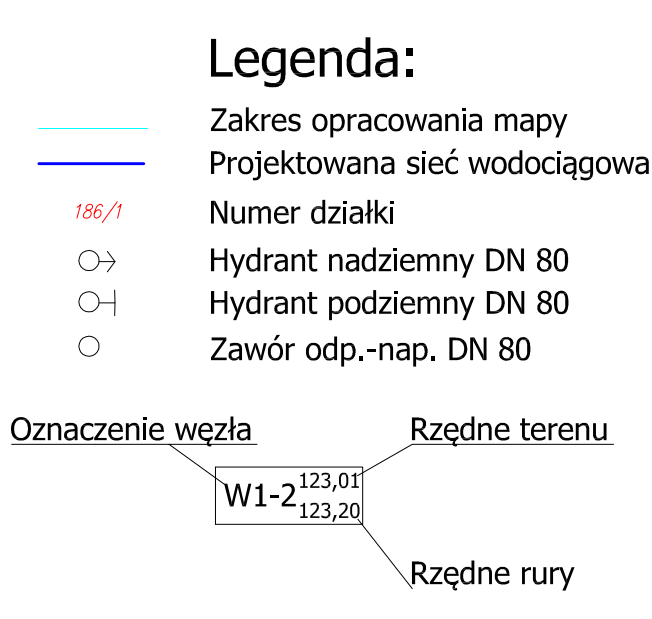 Legenda:
Zakres opracowania mapy
Projektowana sieć wodociągowa
186/1 Numer działki
Hydrant nadziemny DN 80
Hydrant podziemny DN 80
Zawór odp.-nap. DN 80
Oznaczenie węzła Rzędne terenu
W1-2 123,01
123,20
Rzędne rury